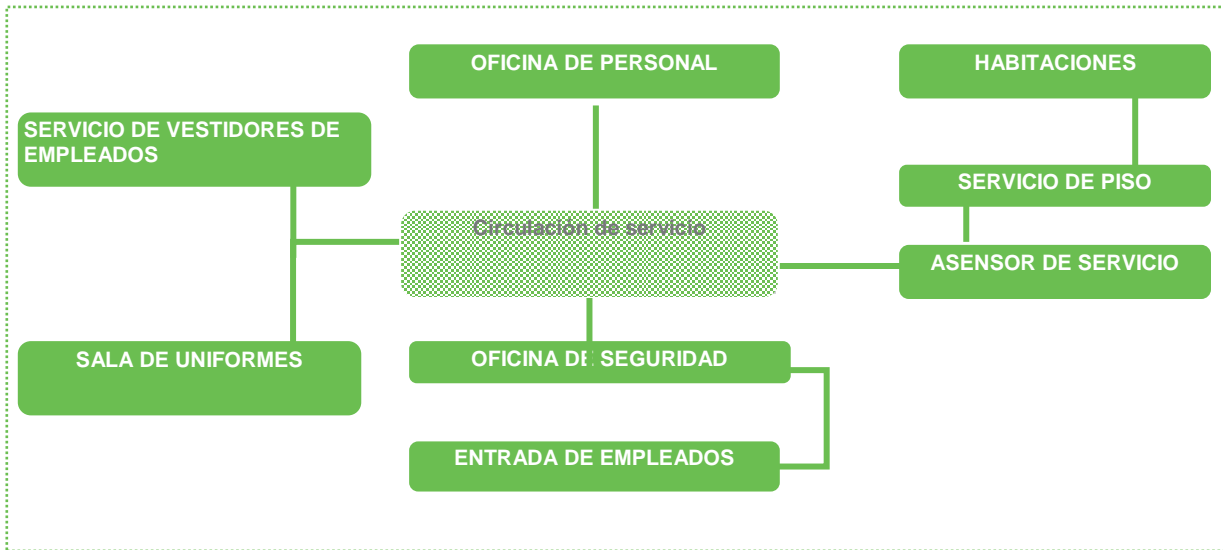 OFICINA DE PERSONAL
HABITACIONES
SERVICIO DE VESTIDORES DE
EMPLEADOS
SERVICIO DE PISO
Circulación de servicio
ASENSOR DE SERVICIO
SALA DE UNIFORMES
OFICINA DE SEGURIDAD
ENTRADA DE EMPLEADOS